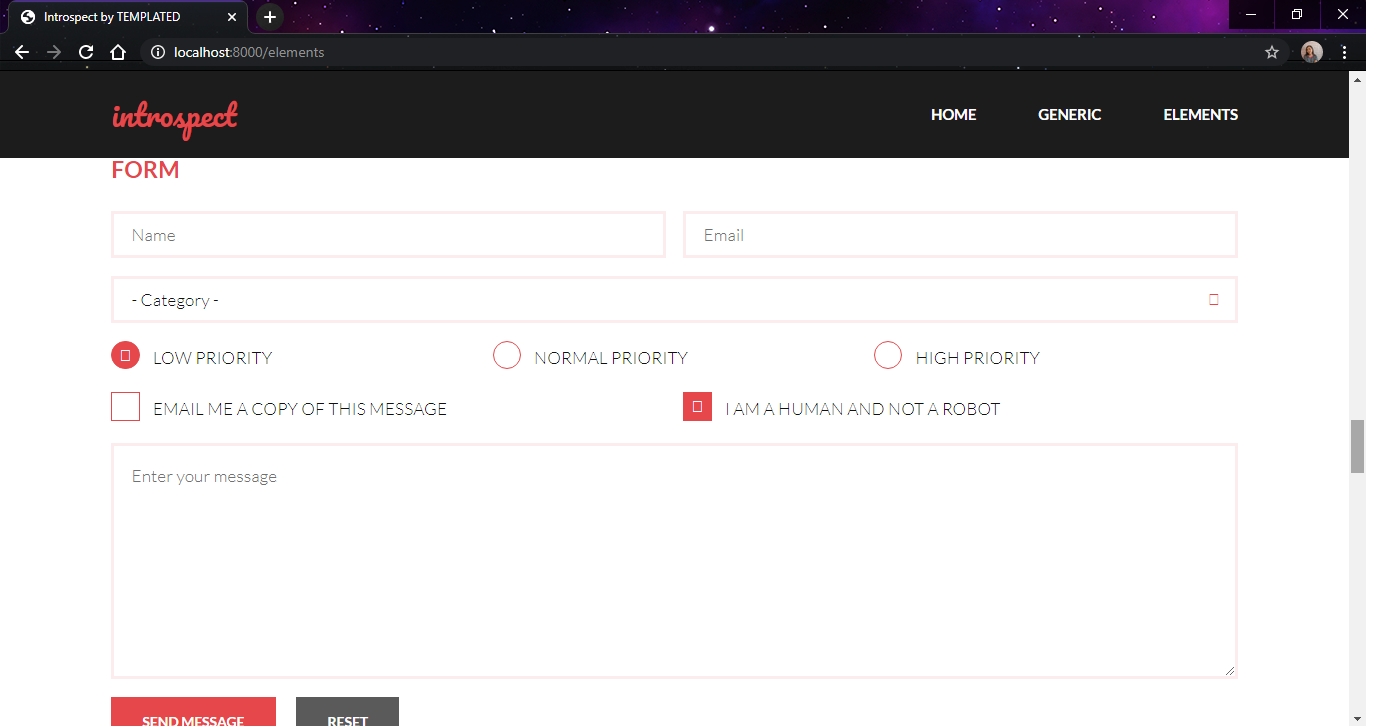 Introspect by TEMPLATED
localhost:8000/elements
introspect
HOME GENERIC ELEMENTS
FORM
Name Email
- Category -
LOW PRIORITY NORMAL PRIORITY HIGH PRIORITY
EMAIL ME A COPY OF THIS MESSAGE I AM A HUMAN AND NOT A ROBOT
Enter your message
SEND MESSAGE RESET